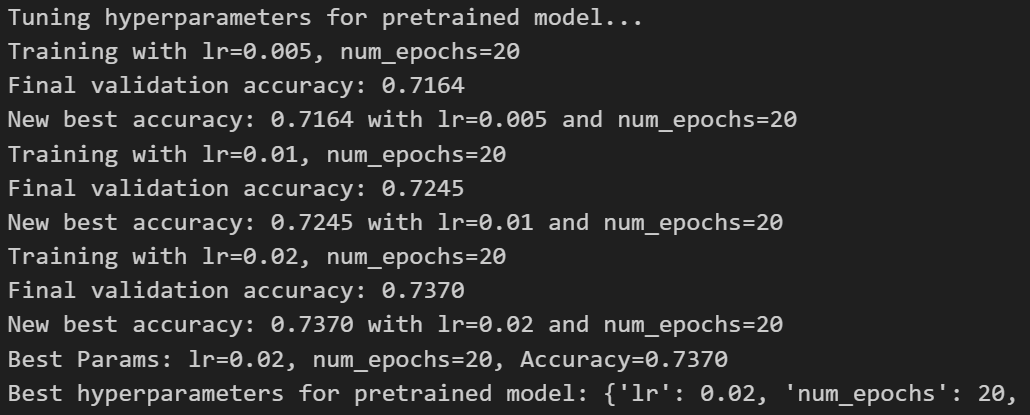 Tuning hyperparameters for pretrained model...
Training with lr=0.005, num_epochs=20
Final validation accuracy: 0.7164
New best accuracy: 0.7164 with lr=0.005 and num_epochs=20
Training with lr=0.01, num_epochs=20
Final validation accuracy: 0.7245
New best accuracy: 0.7245 with lr=0.01 and num_epochs=20
Training with lr=0.02, num_epochs=20
Final validation accuracy: 0.7370
New best accuracy: 0.7370 with lr=0.02 and num_epochs=20
Best Params: lr=0.02, num_epochs=20, Accuracy=0.7370
Best hyperparameters for pretrained model: {'lr': 0.02, 'num_epochs': 20,